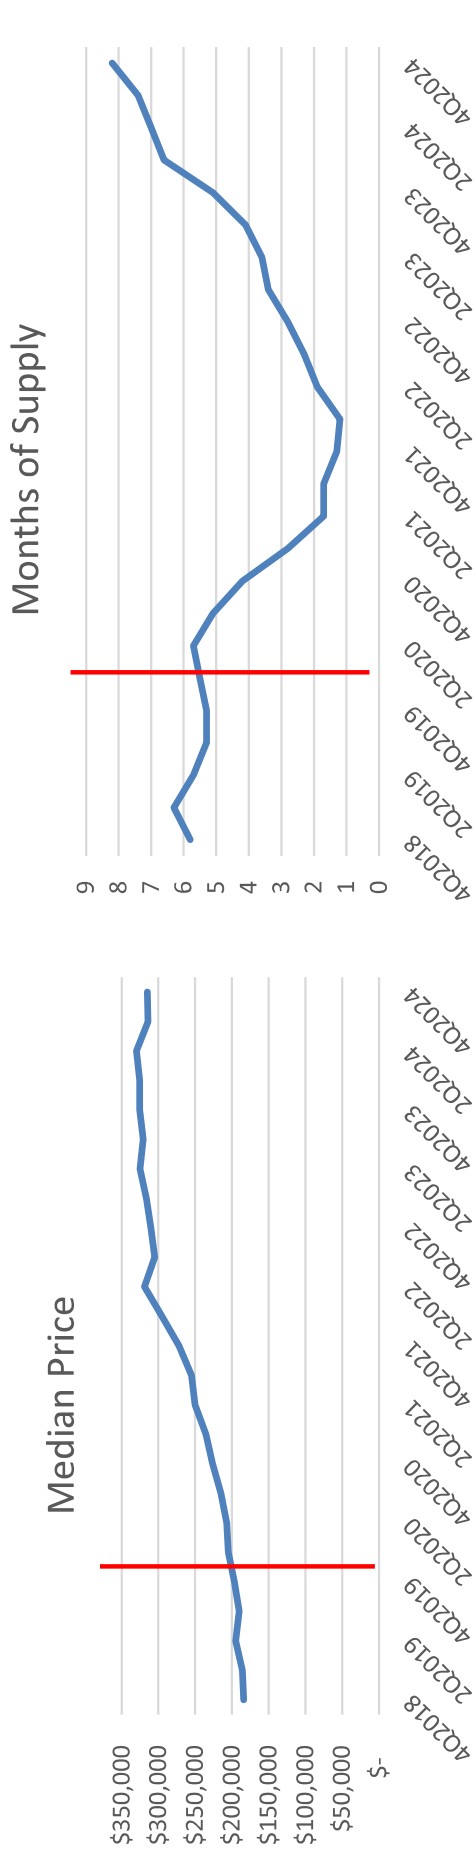 Median Price
$350,000
$300,000
$250,000
$200,000
$150,000
$100,000
$50,000
$-
4Q2018
2Q2019
4Q2019
2Q2020
4Q2020
2Q2021
4Q2021
2Q2022
4Q2022
2Q2023
4Q2023
2Q2024
4Q2024
Months of Supply
9
8
7
6
5
4
3
2
1
0
4Q2018
2Q2019
4Q2019
2Q2020
4Q2020
2Q2021
4Q2021
2Q2022
4Q2022
2Q2023
4Q2023
2Q2024
4Q2024